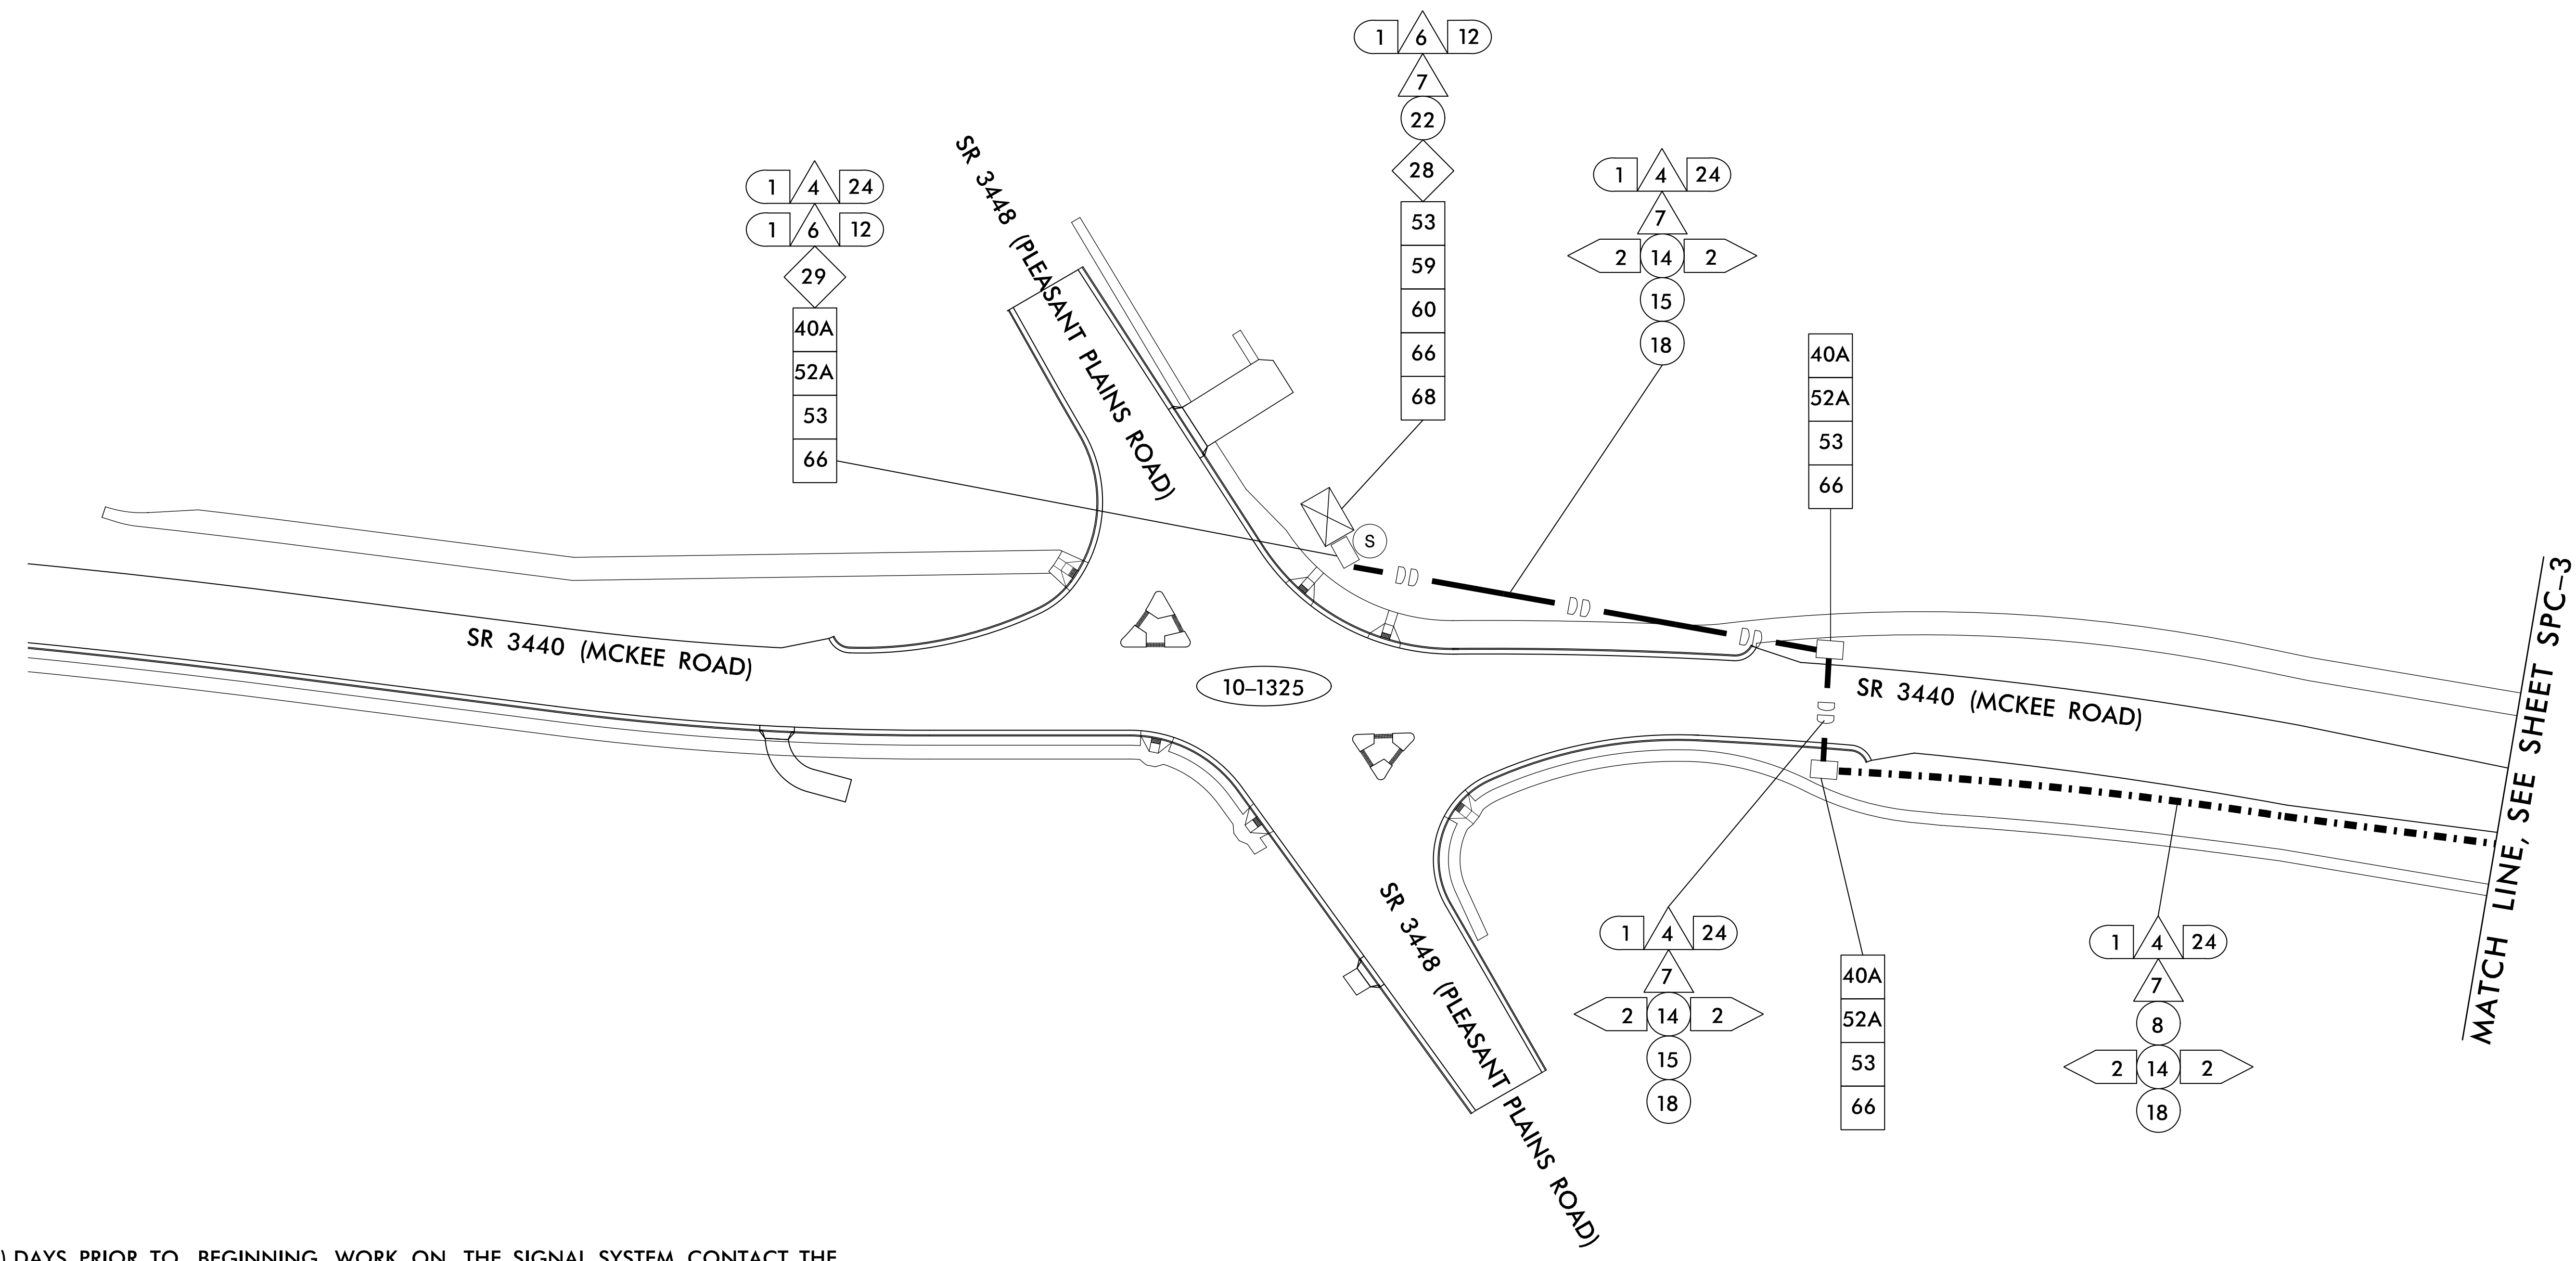 1 6 12
7
22
28
53
59
60
66
68
1 4 24
1 6 12
29
40A
52A
53
66
SR 3448 (PLEASANT PLAINS ROAD)
1 4 24
7
2 14 2
15
18
40A
52A
53
66
S
SR 3440 (MCKEE ROAD)
10–1325
SR 3440 (MCKEE ROAD)
MATCH LINE, SEE SHEET SPC–3
SR 3448 (PLEASANT PLAINS ROAD)
1 4 24
7
2 14 2
15
18
40A
52A
53
66
1 4 24
7
8
2 14 2
18
) DAYS PRIOR TO BEGINNING WORK ON THE SIGNAL SYSTEM CONTACT THE